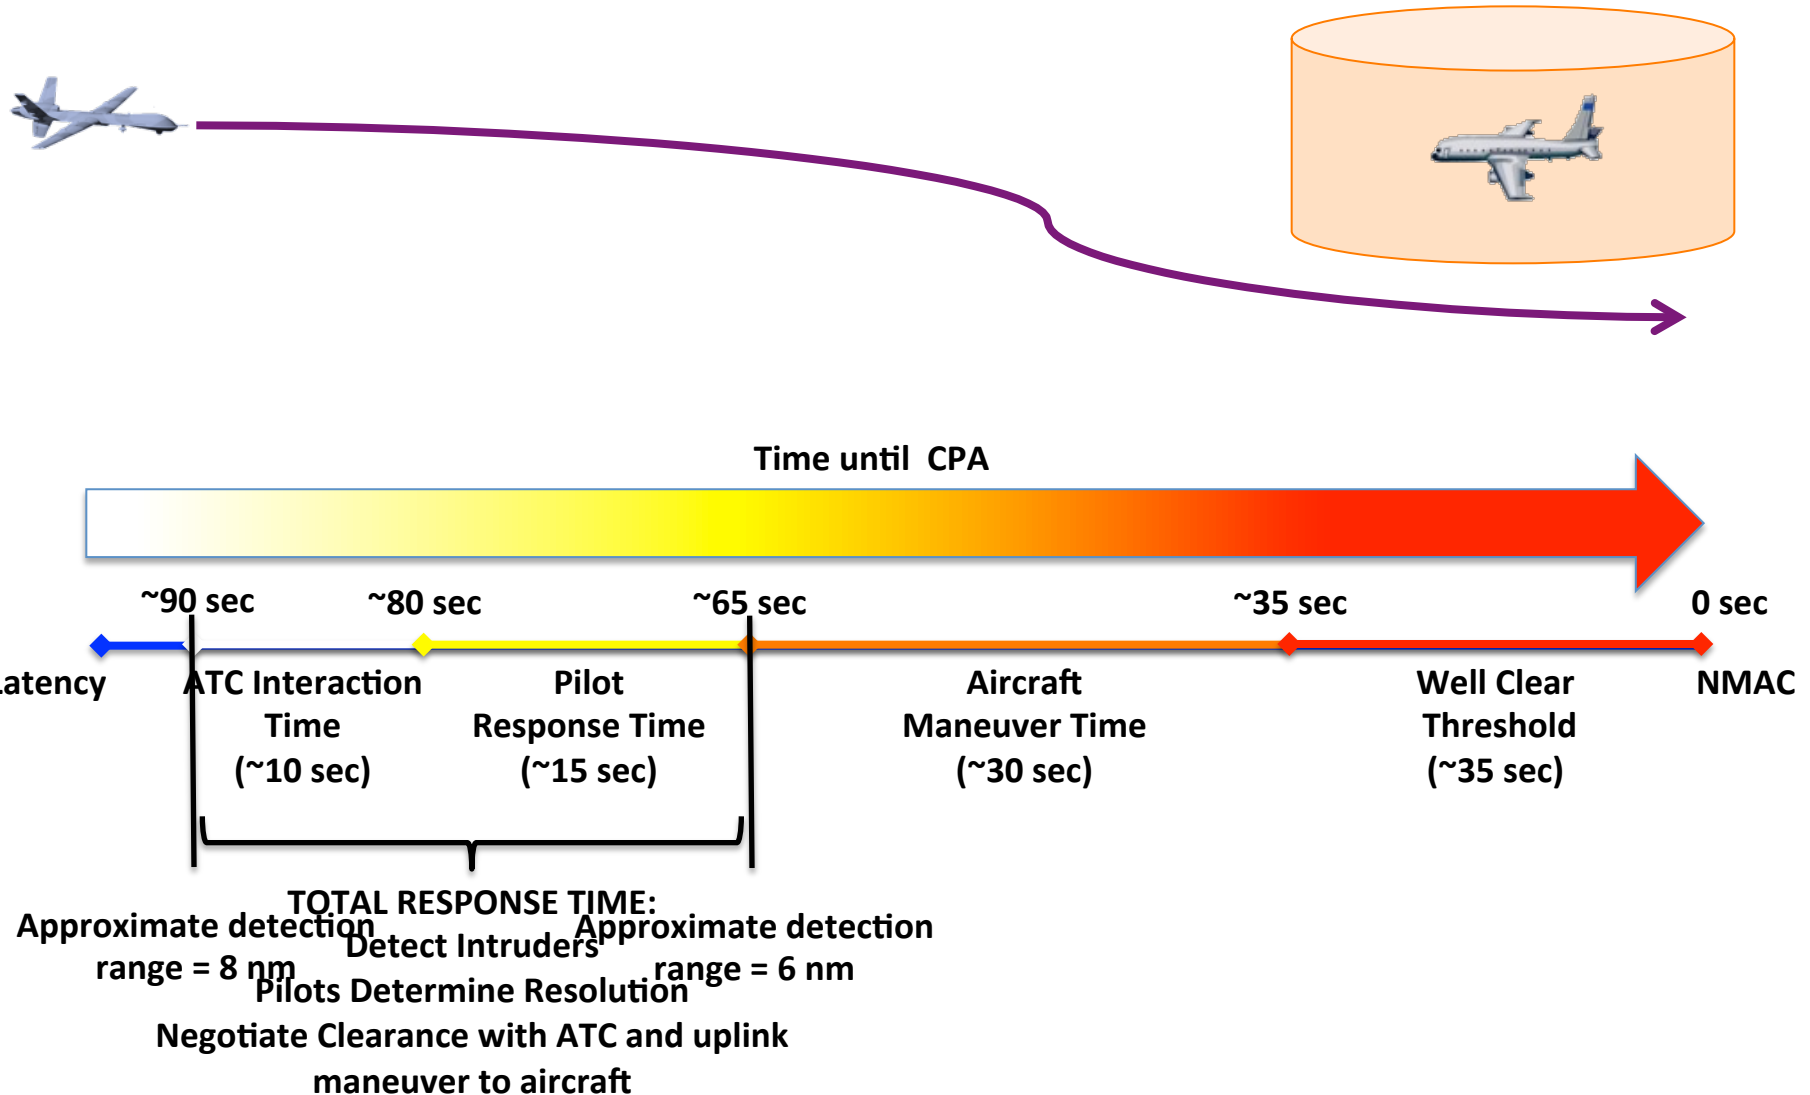 Time until  CPA
~90 sec
~80 sec
~65 sec
~35 sec
0 sec
Latency
ATC Interaction
Time
(~10 sec)
Pilot
Response Time
(~15 sec)
Aircraft
Maneuver Time
(~30 sec)
Well Clear
Threshold
(~35 sec)
NMAC
TOTAL RESPONSE TIME:
Detect Intruders
Pilots Determine Resolution
Negotiate Clearance with ATC and uplink
maneuver to aircraft
Approximate detection
range = 8 nm
Approximate detection
range = 6 nm